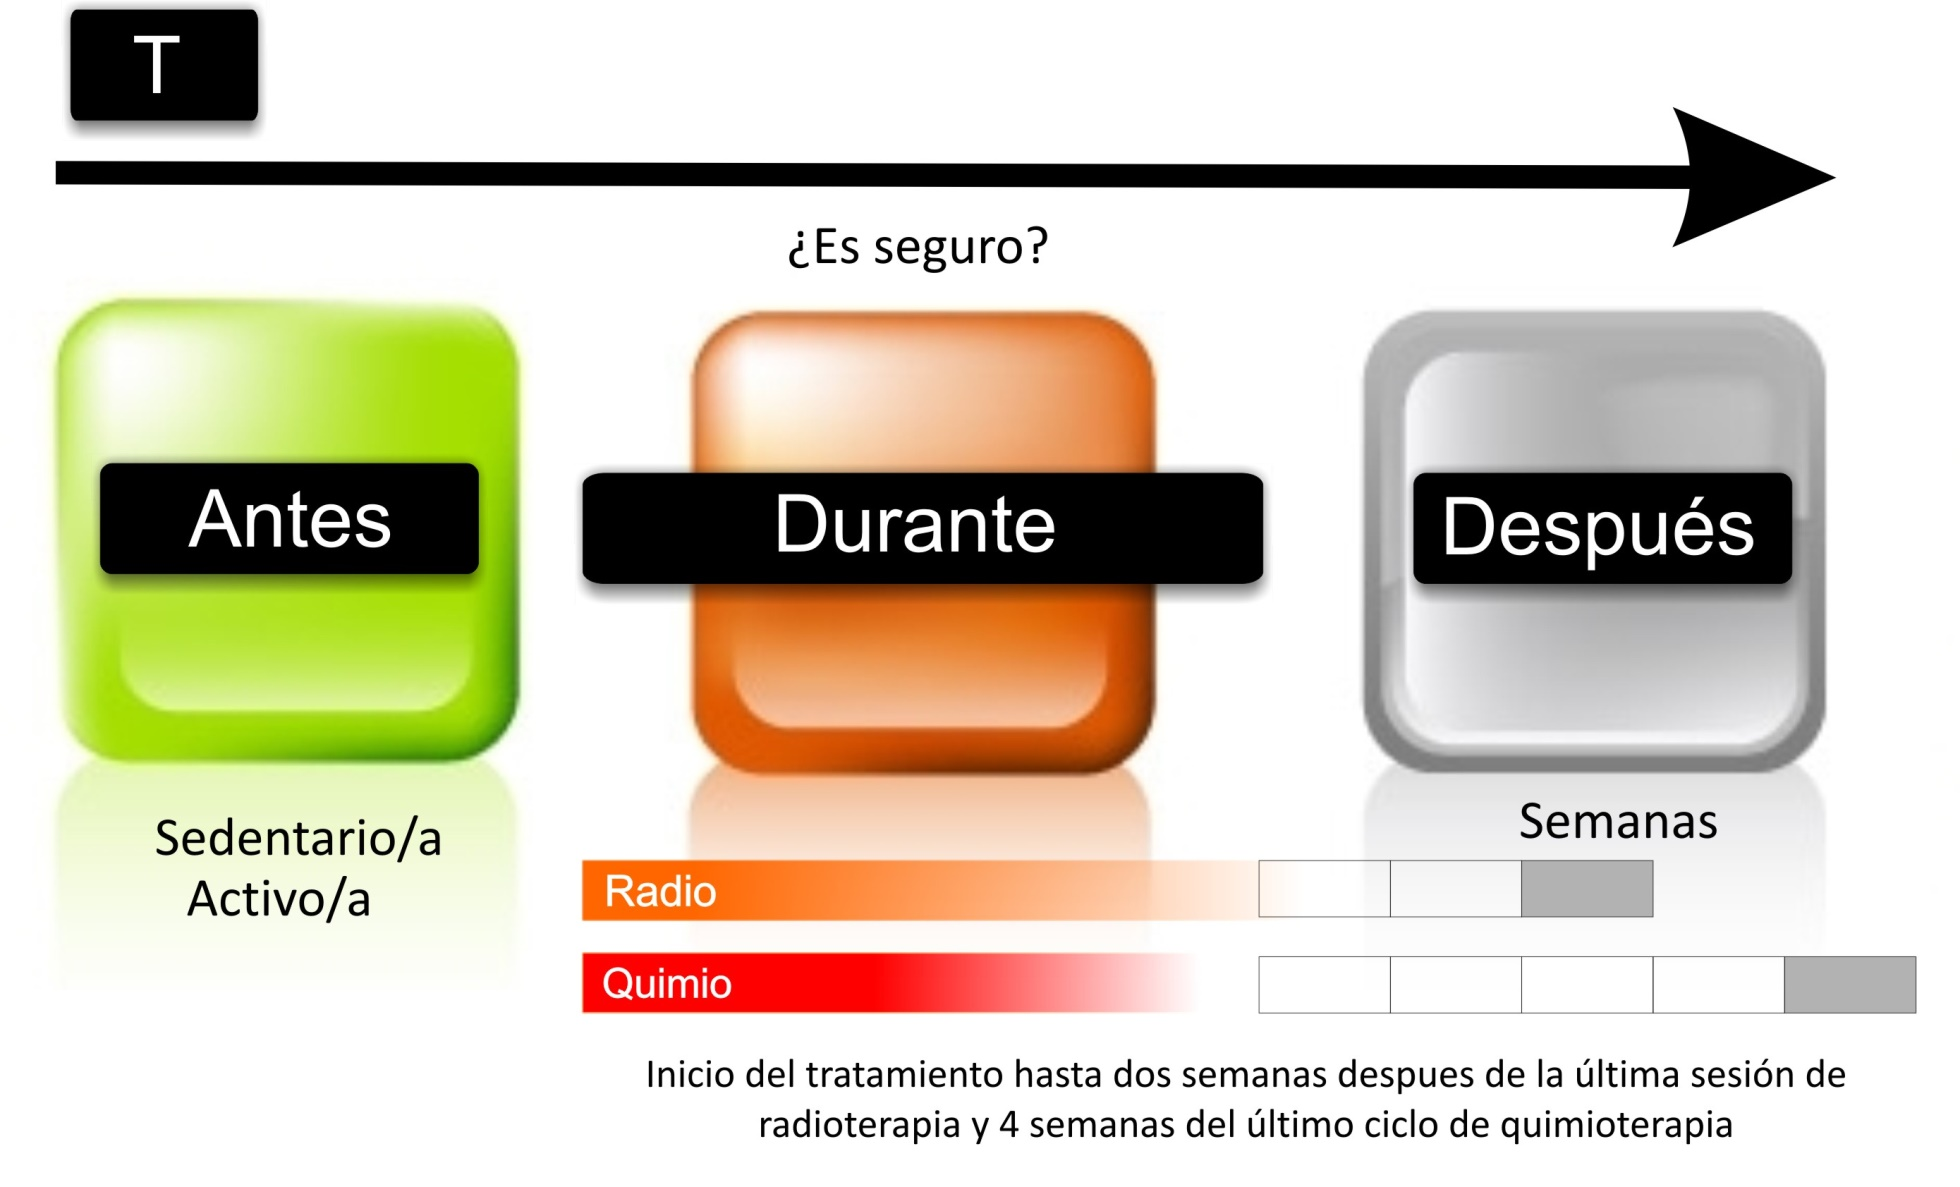 T
¿Es seguro?
Antes
Durante
Después
Sedentario/a
Activo/a
Semanas
Radio
Quimio
Inicio del tratamiento hasta dos semanas despues de la última sesión de
radioterapia y 4 semanas del último ciclo de quimioterapia